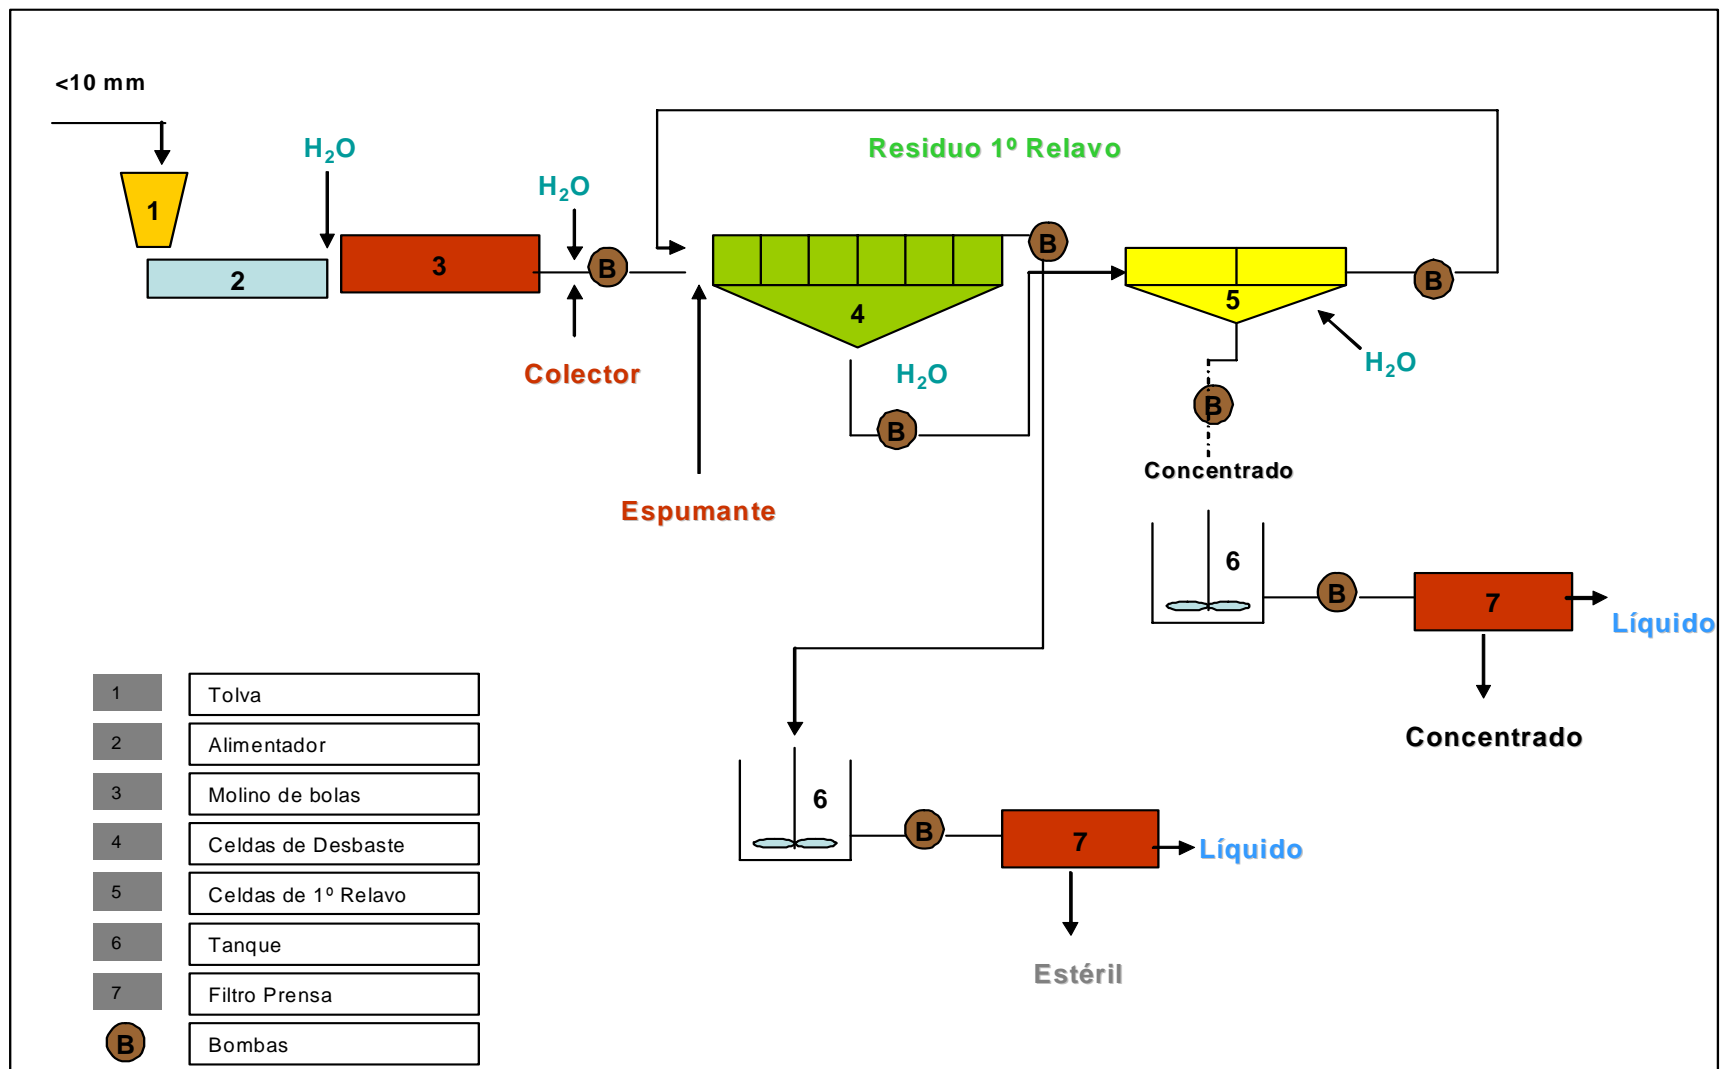 <10 mm
H₂O
Residuo 1º Relavo
H₂O
1
B
3
B
2
B
4
5
Colector
H₂O
H₂O
B
B
Concentrado
Espumante
6
B
7
Líquido
1 Tolva
2 Alimentador
Concentrado
3 Molino de bolas
6
B
7
Líquido
4 Celdas de Desbaste
5 Celdas de 1º Relavo
6 Tanque
Estéril
7 Filtro Prensa
B Bombas